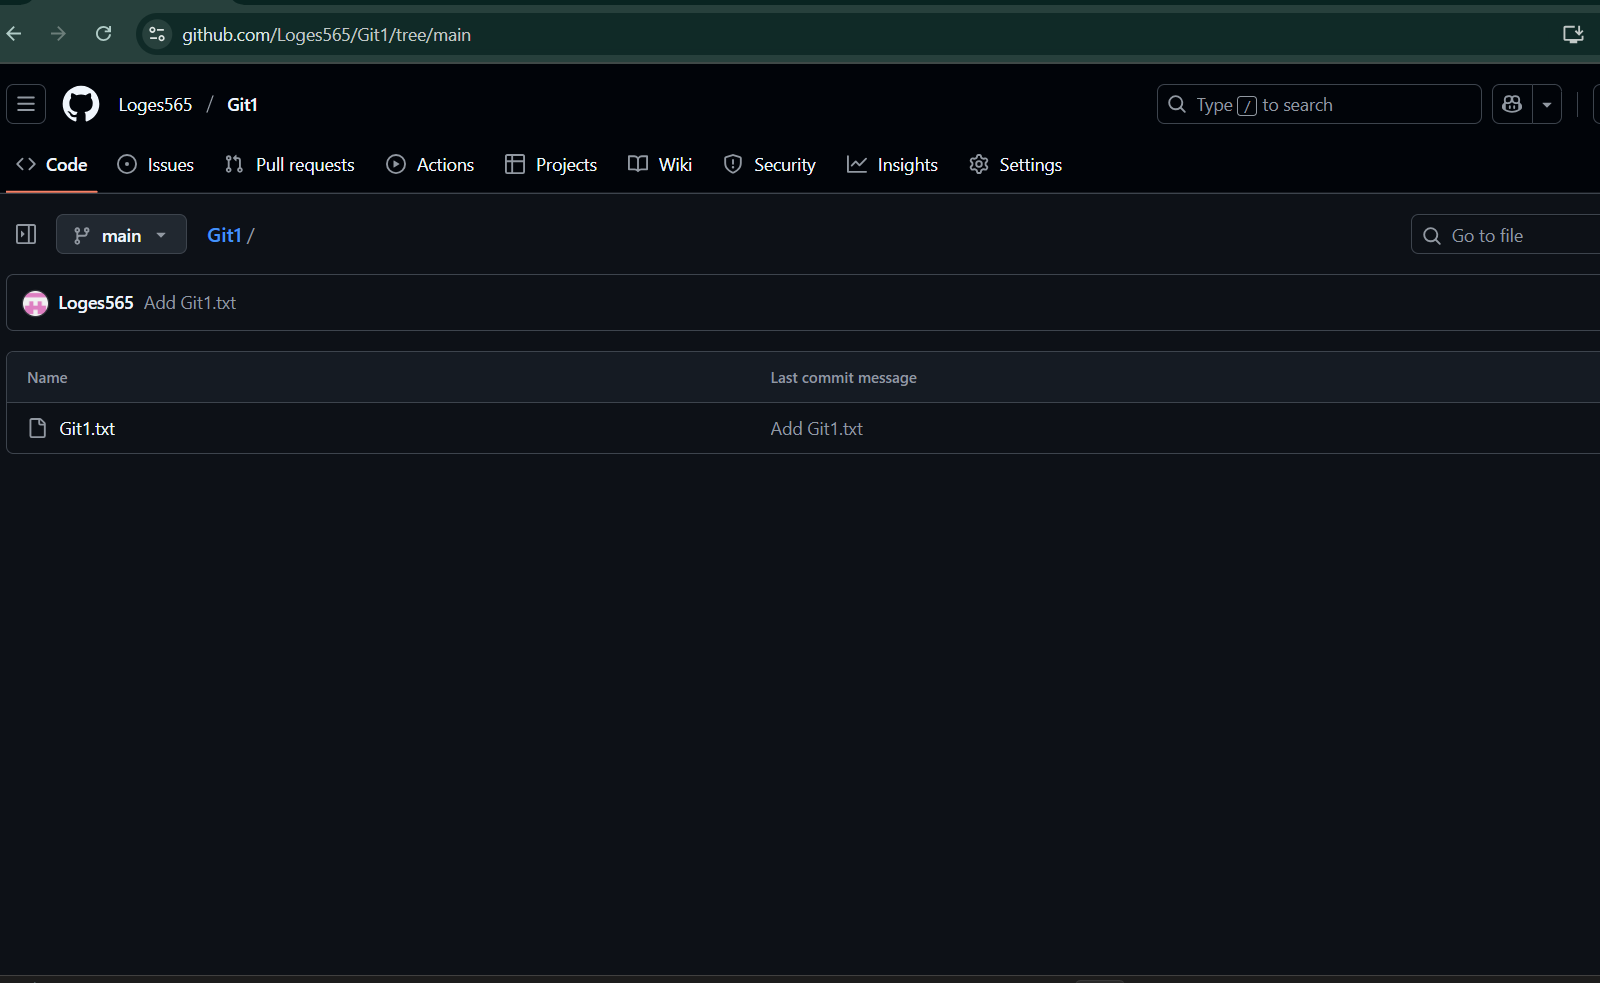 github.com/Loges565/Git1/tree/main
Loges565 / Git1
Type / to search
Code Issues Pull requests Actions Projects Wiki Security Insights Settings
main Git1 / Go to file
Loges565 Add Git1.txt
Name Last commit message
Git1.txt Add Git1.txt